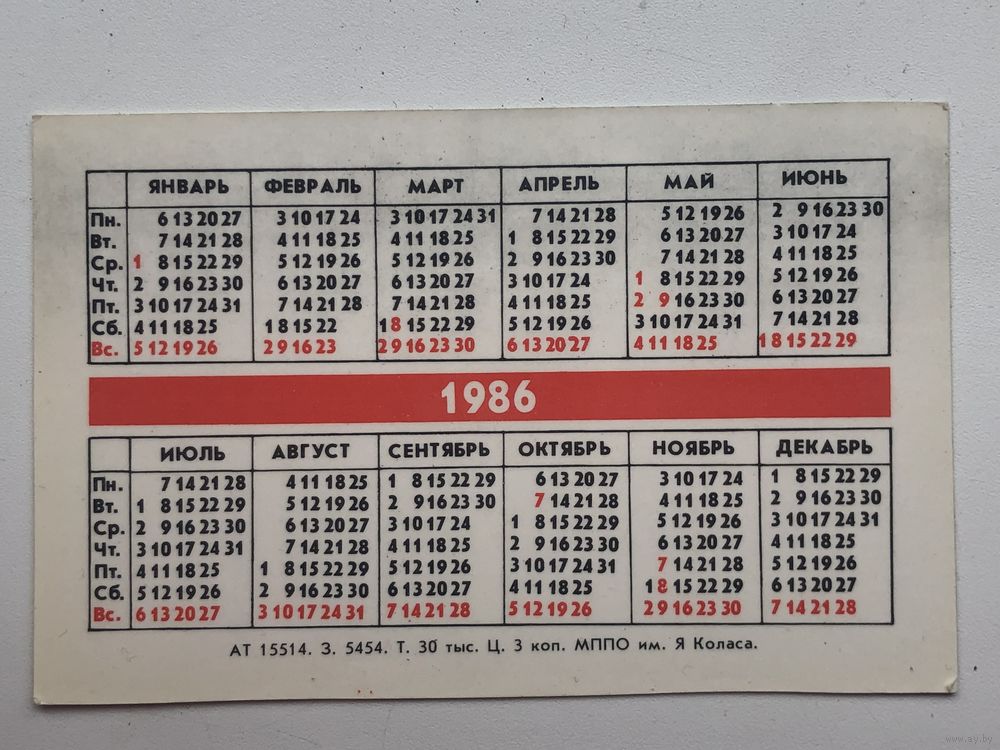 ЯНВАРЬ ФЕВРАЛЬ МАРТ АПРЕЛЬ МАЙ ИЮНЬ
Пн. 6 13 20 27 3 10 17 24 3 10 17 24 31 7 14 21 28 5 12 19 26 2 9 16 23 30
Вт. 7 14 21 28 4 11 18 25 4 11 18 25 1 8 15 22 29 6 13 20 27 3 10 17 24
Ср. 1 8 15 22 29 5 12 19 26 5 12 19 26 2 9 16 23 30 7 14 21 28 4 11 18 25
Чт. 2 9 16 23 30 6 13 20 27 6 13 20 27 3 10 17 24 1 8 15 22 29 5 12 19 26
Пт. 3 10 17 24 31 7 14 21 28 7 14 21 28 4 11 18 25 2 9 16 23 30 6 13 20 27
Сб. 4 11 18 25 1 8 15 22 1 8 15 22 29 5 12 19 26 3 10 17 24 31 7 14 21 28
Вс. 5 12 19 26 2 9 16 23 2 9 16 23 30 6 13 20 27 4 11 18 25 1 8 15 22 29
1986
ИЮЛЬ АВГУСТ СЕНТЯБРЬ ОКТЯБРЬ НОЯБРЬ ДЕКАБРЬ
Пн. 7 14 21 28 4 11 18 25 1 8 15 22 29 6 13 20 27 3 10 17 24 1 8 15 22 29
Вт. 1 8 15 22 29 5 12 19 26 2 9 16 23 30 7 14 21 28 4 11 18 25 2 9 16 23 30
Ср. 2 9 16 23 30 6 13 20 27 3 10 17 24 1 8 15 22 29 5 12 19 26 3 10 17 24 31
Чт. 3 10 17 24 31 7 14 21 28 4 11 18 25 2 9 16 23 30 6 13 20 27 4 11 18 25
Пт. 4 11 18 25 1 8 15 22 29 5 12 19 26 3 10 17 24 31 7 14 21 28 5 12 19 26
Сб. 5 12 19 26 2 9 16 23 30 6 13 20 27 4 11 18 25 1 8 15 22 29 6 13 20 27
Вс. 6 13 20 27 3 10 17 24 31 7 14 21 28 5 12 19 26 2 9 16 23 30 7 14 21 28
АТ 15514. З. 5454. Т. 30 тыс. Ц. 3 коп. МППО им. Я Коласа.
www.ay.by